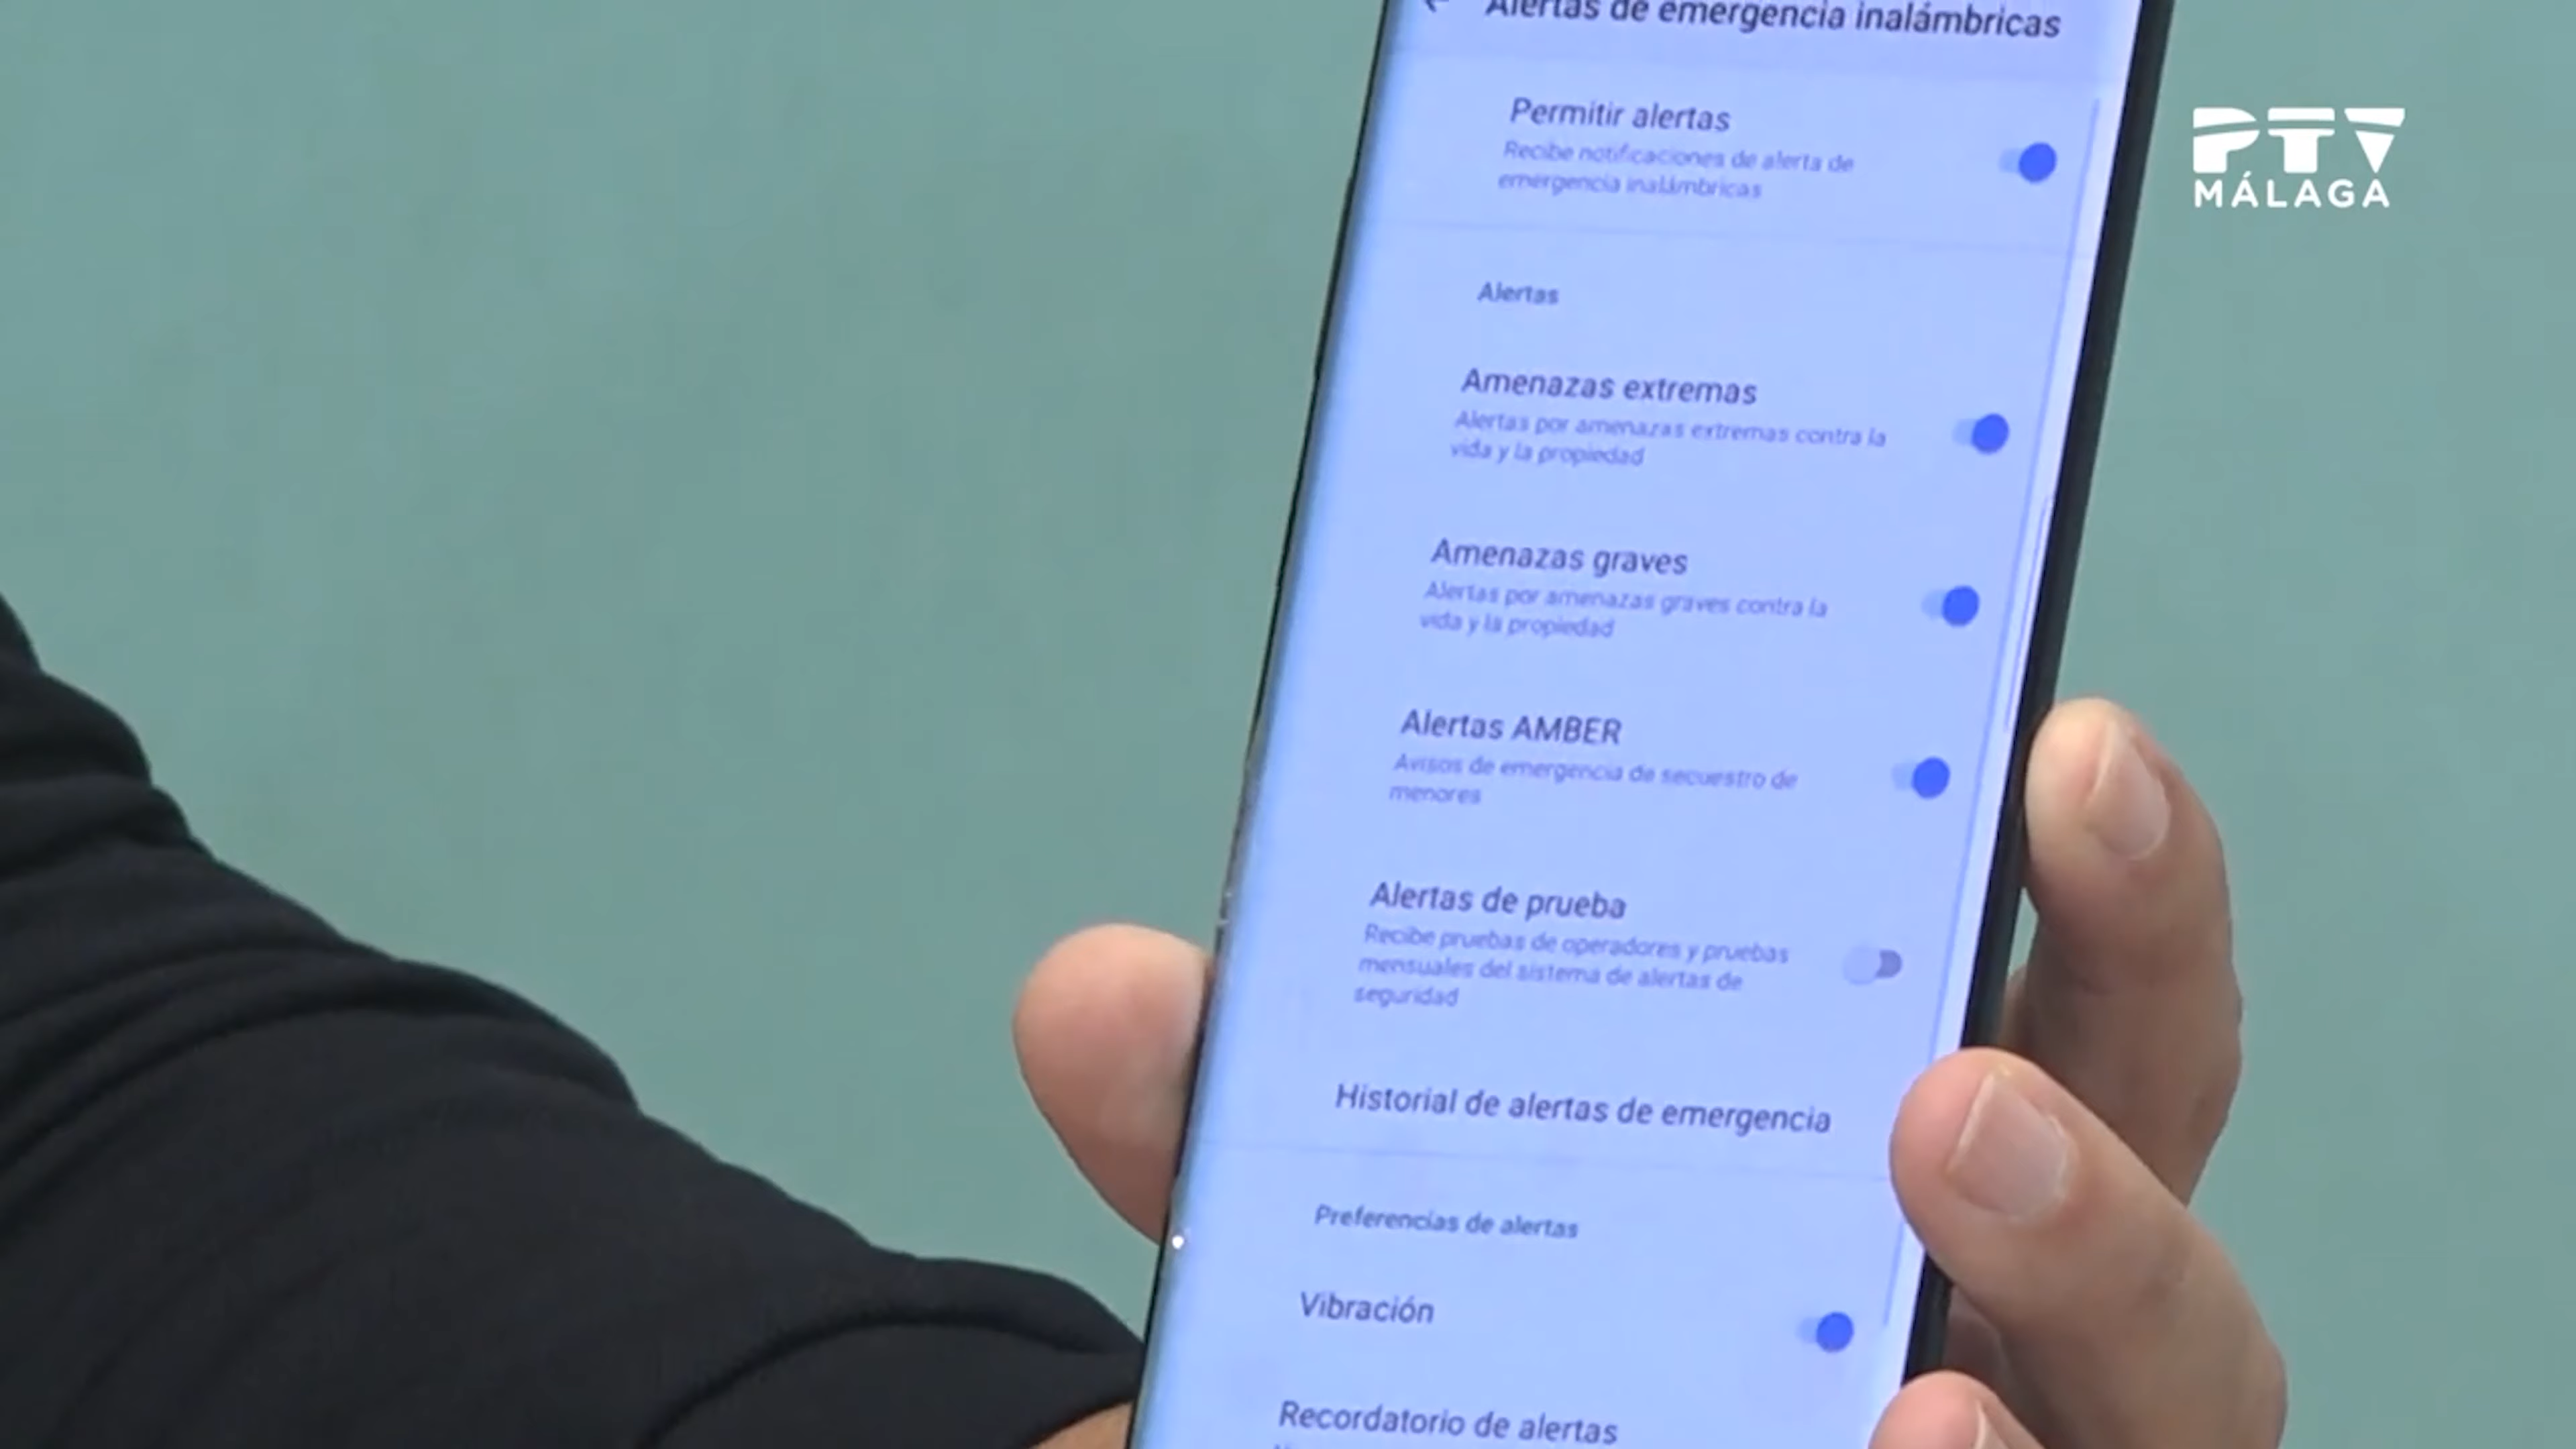 Alertas de emergencia inalámbricas
PTV
MÁLAGA
Permitir alertas
Recibe notificaciones de alerta de
emergencia inalámbricas
Alertas
Amenazas extremas
Alertas por amenazas extremas contra la
vida y la propiedad
Amenazas graves
Alertas por amenazas graves contra la
vida y la propiedad
Alertas AMBER
Avisos de emergencia de secuestro de
menores
Alertas de prueba
Recibe pruebas de operadores y pruebas
mensuales del sistema de alertas de
seguridad
Historial de alertas de emergencia
Preferencias de alertas
Vibración
Recordatorio de alertas